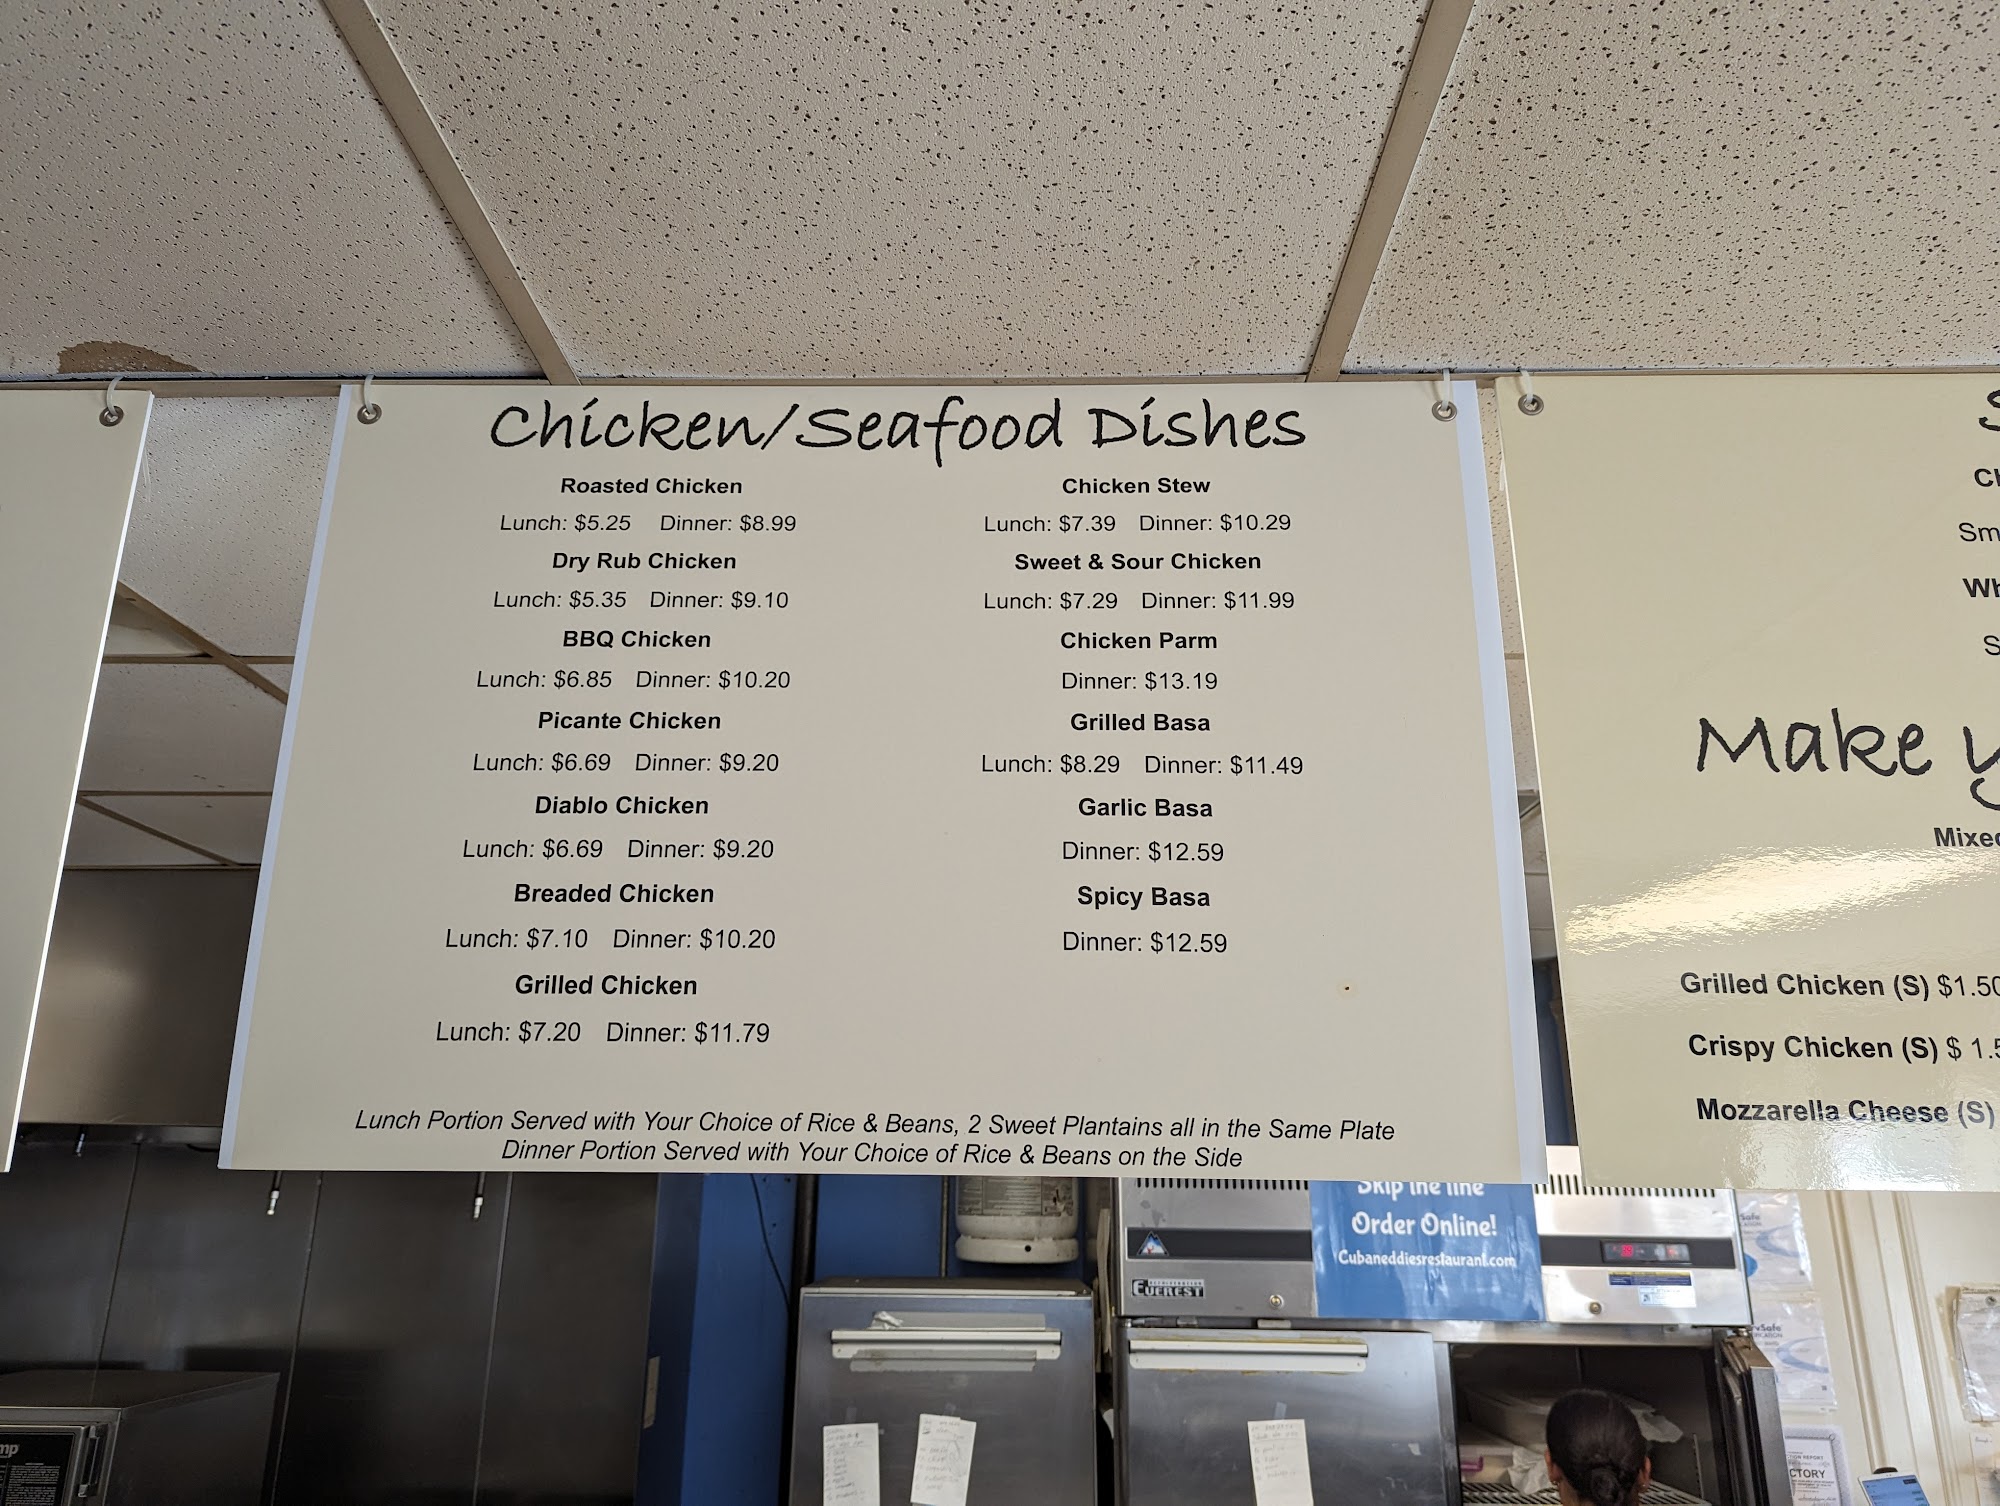 Chicken/Seafood Dishes
Roasted Chicken
Lunch: $5.25 Dinner: $8.99
Dry Rub Chicken
Lunch: $5.35 Dinner: $9.10
BBQ Chicken
Lunch: $6.85 Dinner: $10.20
Picante Chicken
Lunch: $6.69 Dinner: $9.20
Diablo Chicken
Lunch: $6.69 Dinner: $9.20
Breaded Chicken
Lunch: $7.10 Dinner: $10.20
Grilled Chicken
Lunch: $7.20 Dinner: $11.79
Chicken Stew
Lunch: $7.39 Dinner: $10.29
Sweet & Sour Chicken
Lunch: $7.29 Dinner: $11.99
Chicken Parm
Dinner: $13.19
Grilled Basa
Lunch: $8.29 Dinner: $11.49
Garlic Basa
Dinner: $12.59
Spicy Basa
Dinner: $12.59
Lunch Portion Served with Your Choice of Rice & Beans, 2 Sweet Plantains all in the Same Plate
Dinner Portion Served with Your Choice of Rice & Beans on the Side
Make
Grilled Chicken (S) $1.50
Crispy Chicken (S) $ 1.5
Mozzarella Cheese (S)
Skip the line
Order Online!
Cubaneddiesrestaurant.com
EVEREST